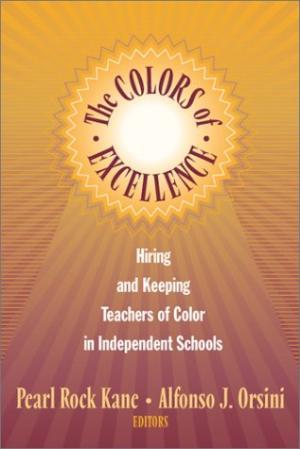 The COLORS of
• EXCELLENCE •
Hiring
and Keeping
Teachers of Color
in Independent Schools
Pearl Rock Kane • Alfonso J. Orsini
EDITORS